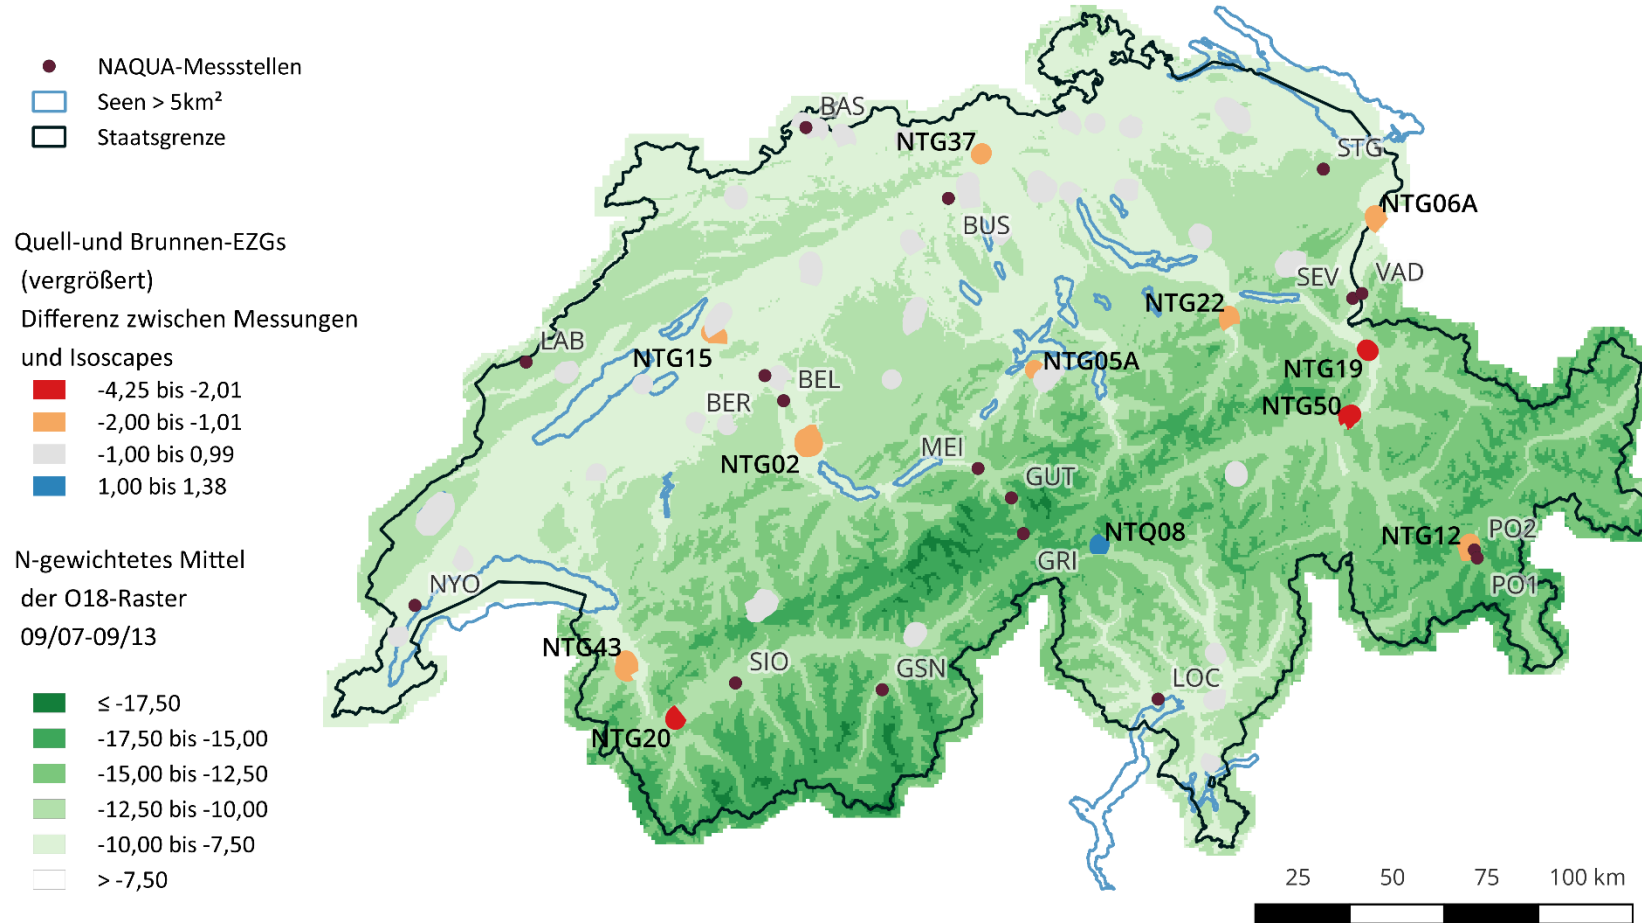 NAQUA-Messstellen
Seen > 5km²
Staatsgrenze
Quell-und Brunnen-EZGs
(vergrößert)
Differenz zwischen Messungen
und Isoscapes
-4,25 bis -2,01
-2,00 bis -1,01
-1,00 bis 0,99
1,00 bis 1,38
N-gewichtetes Mittel
der O18-Raster
09/07-09/13
≤ -17,50
-17,50 bis -15,00
-15,00 bis -12,50
-12,50 bis -10,00
-10,00 bis -7,50
> -7,50
BAS
NTG37
STG
NTG06A
BUS
SEV
VAD
NTG22
LAB
NTG15
NTG05A
NTG19
BEL
BER
NTG50
MEI
NTG02
GUT
NTQ08
NTG12
PO2
GRI
NYO
PO1
NTG43
SIO
GSN
LOC
NTG20
25 50 75 100 km